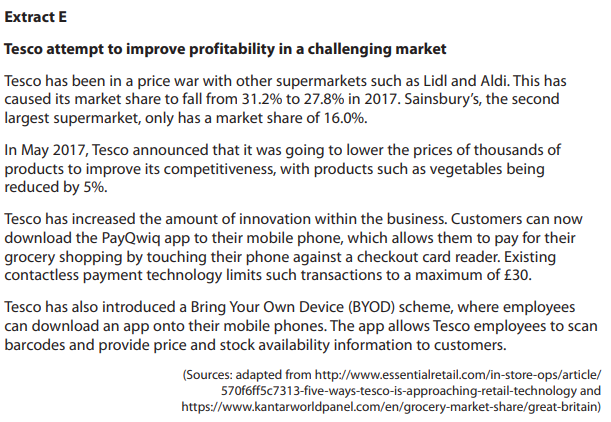 Extract E
Tesco attempt to improve profitability in a challenging market
Tesco has been in a price war with other supermarkets such as Lidl and Aldi. This has
caused its market share to fall from 31.2% to 27.8% in 2017. Sainsbury's, the second
largest supermarket, only has a market share of 16.0%.
In May 2017, Tesco announced that it was going to lower the prices of thousands of
products to improve its competitiveness, with products such as vegetables being
reduced by 5%.
Tesco has increased the amount of innovation within the business. Customers can now
download the PayQwiq app to their mobile phone, which allows them to pay for their
grocery shopping by touching their phone against a checkout card reader. Existing
contactless payment technology limits such transactions to a maximum of £30.
Tesco has also introduced a Bring Your Own Device (BYOD) scheme, where employees
can download an app onto their mobile phones. The app allows Tesco employees to scan
barcodes and provide price and stock availability information to customers.
(Sources: adapted from http://www.essentialretail.com/in-store-ops/article/
570f6ff5c7313-five-ways-tesco-is-approaching-retail-technology and
https://www.kantarworldpanel.com/en/grocery-market-share/great-britain)